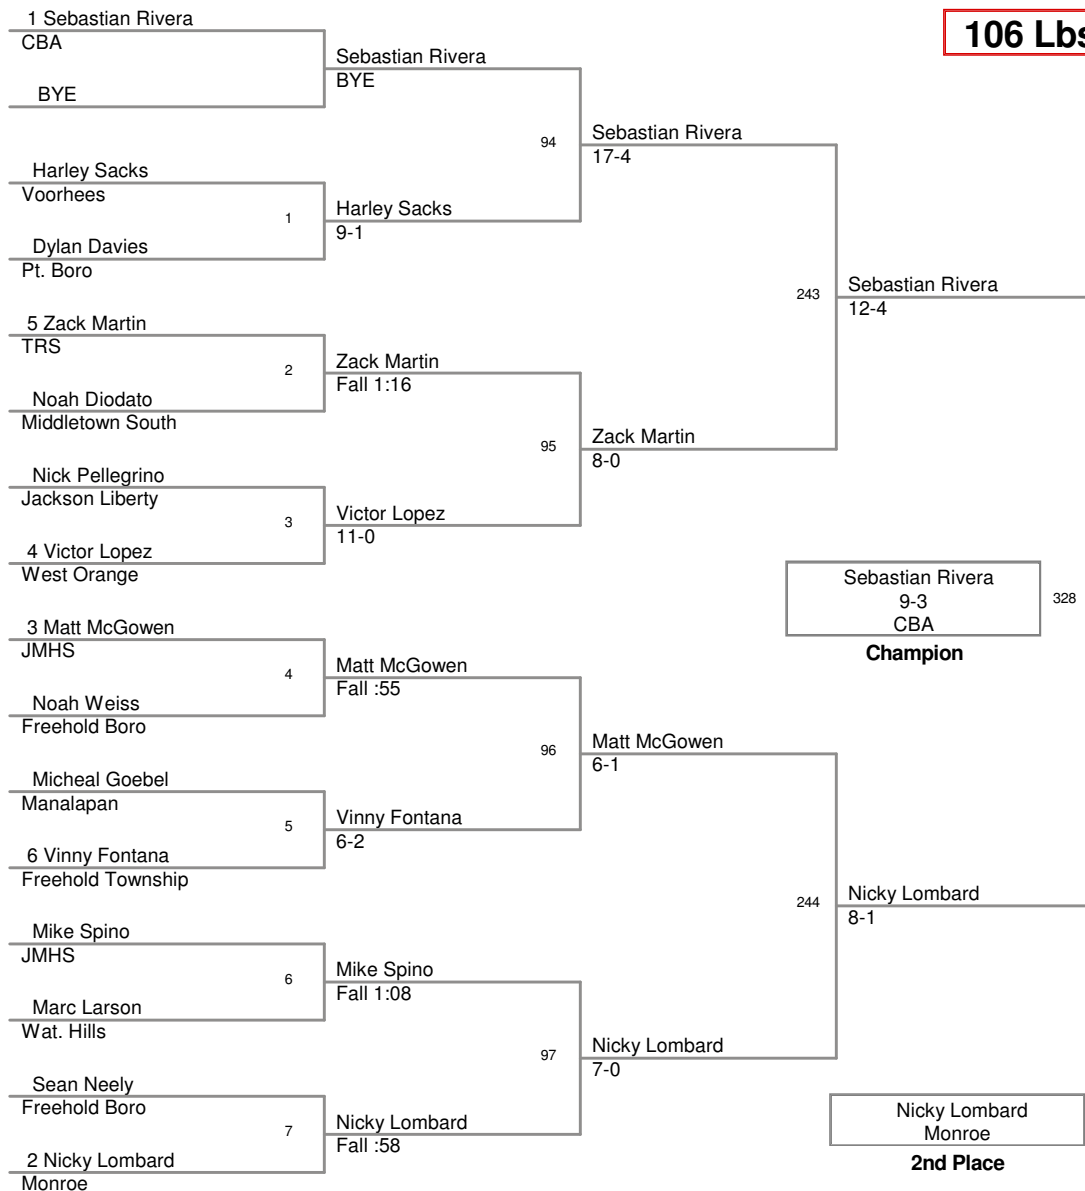 106 Lbs
1 Sebastian Rivera
CBA
BYE
Harley Sacks
Voorhees
1
Dylan Davies
Pt. Boro
5 Zack Martin
TRS
2
Noah Diodato
Middletown South
Nick Pellegrino
Jackson Liberty
3
4 Victor Lopez
West Orange
3 Matt McGowen
JMHS
4
Noah Weiss
Freehold Boro
Micheal Goebel
Manalapan
5
6 Vinny Fontana
Freehold Township
Mike Spino
JMHS
6
Marc Larson
Wat. Hills
Sean Neely
Freehold Boro
7
2 Nicky Lombard
Monroe
Sebastian Rivera
BYE
94
Harley Sacks
9-1
Zack Martin
Fall 1:16
95
Victor Lopez
11-0
Matt McGowen
Fall :55
96
Vinny Fontana
6-2
Mike Spino
Fall 1:08
97
Nicky Lombard
Fall :58
Sebastian Rivera
17-4
243
Zack Martin
8-0
Matt McGowen
6-1
244
Nicky Lombard
7-0
Sebastian Rivera
12-4
Nicky Lombard
8-1
Sebastian Rivera
9-3
CBA
328
Champion
Nicky Lombard
Monroe
2nd Place